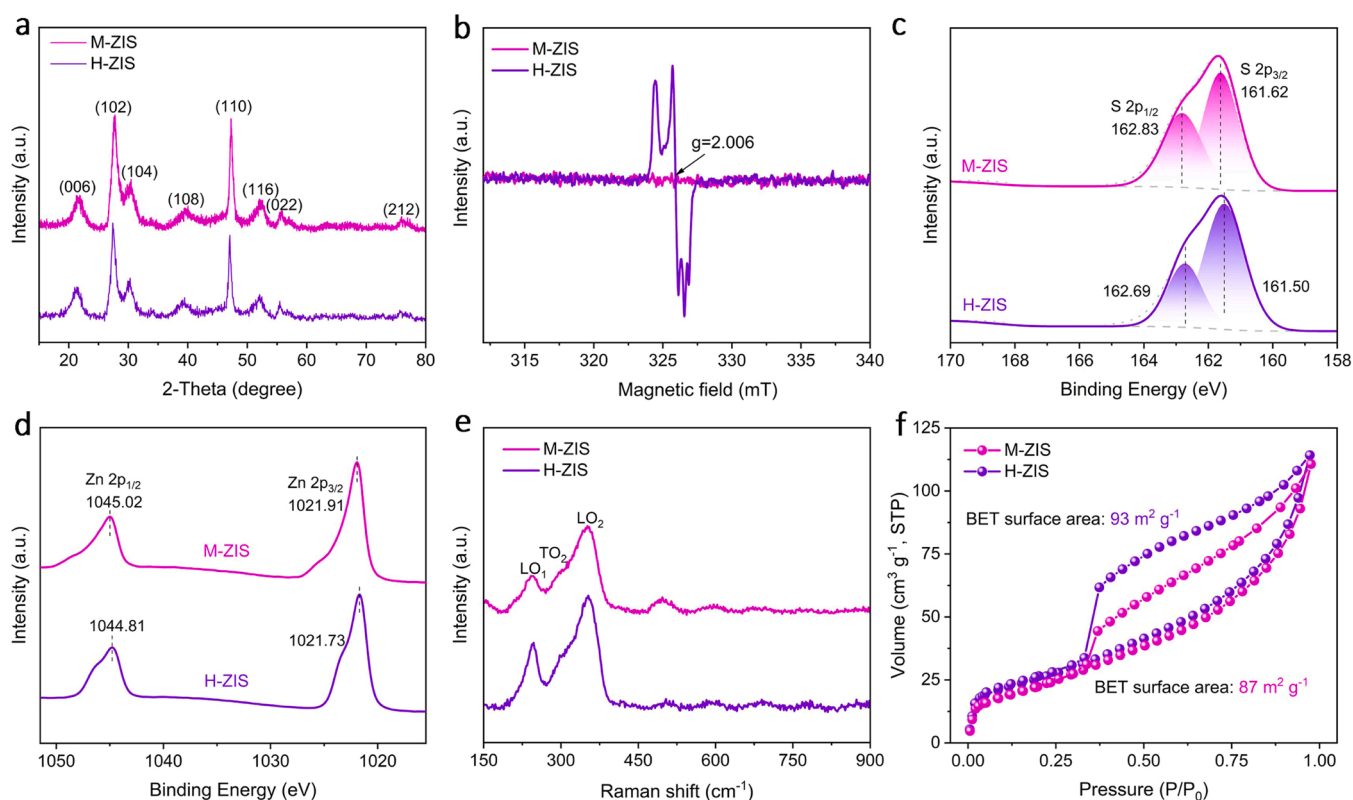 a
M-ZIS
H-ZIS
(006)
(102)
(104)
(108)
(110)
(116)
(022)
(212)
Intensity (a.u.)
20 30 40 50 60 70 80
2-Theta (degree)
b
M-ZIS
H-ZIS
g=2.006
Intensity (a.u.)
315 320 325 330 335 340
Magnetic field (mT)
c
S 2p3/2
161.62
S 2p1/2
162.83
M-ZIS
162.69
161.50
H-ZIS
Intensity (a.u.)
170 168 166 164 162 160 158
Binding Energy (eV)
d
Zn 2p1/2
1045.02
Zn 2p3/2
1021.91
M-ZIS
1044.81
1021.73
H-ZIS
Intensity (a.u.)
1050 1040 1030 1020
Binding Energy (eV)
e
M-ZIS
H-ZIS
LO1
TO2
LO2
Intensity (a.u.)
150 300 450 600 750 900
Raman shift (cm-1)
f
M-ZIS
H-ZIS
BET surface area: 93 m2 g-1
BET surface area: 87 m2 g-1
Volume (cm3 g-1, STP)
125
100
75
50
25
0
0.00 0.25 0.50 0.75 1.00
Pressure (P/P0)